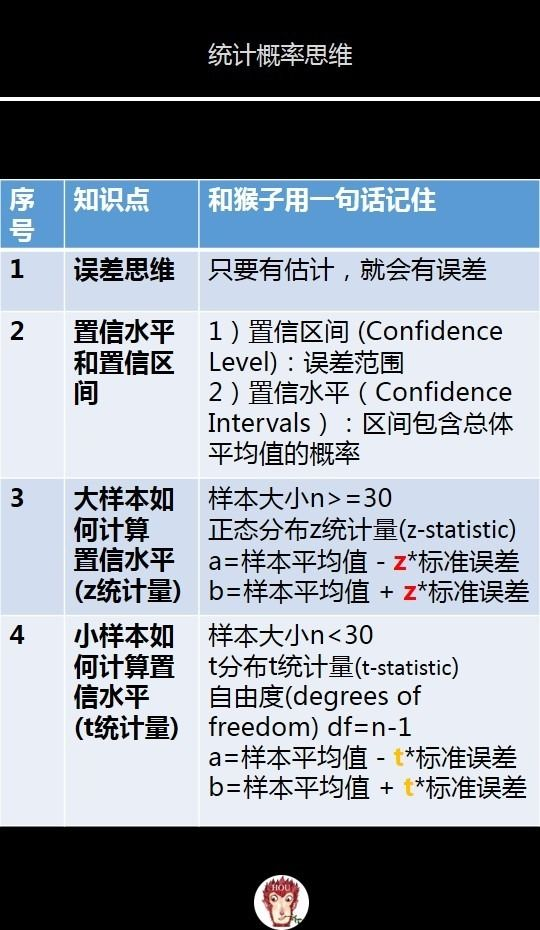 统计概率思维
序号
知识点
和猴子用一句话记住
1
误差思维
只要有估计，就会有误差
2
置信水平
和置信区
间
1）置信区间 (Confidence
Level)：误差范围
2）置信水平（ Confidence
Intervals ）：区间包含总体
平均值的概率
3
大样本如
何计算
置信水平
(z统计量)
样本大小n>=30
正态分布z统计量(z-statistic)
a=样本平均值 - z*标准误差
b=样本平均值 + z*标准误差
4
小样本如
何计算置
信水平
(t统计量)
样本大小n<30
t分布t统计量(t-statistic)
自由度(degrees of
freedom) df=n-1
a=样本平均值 - t*标准误差
b=样本平均值 + t*标准误差
HOU